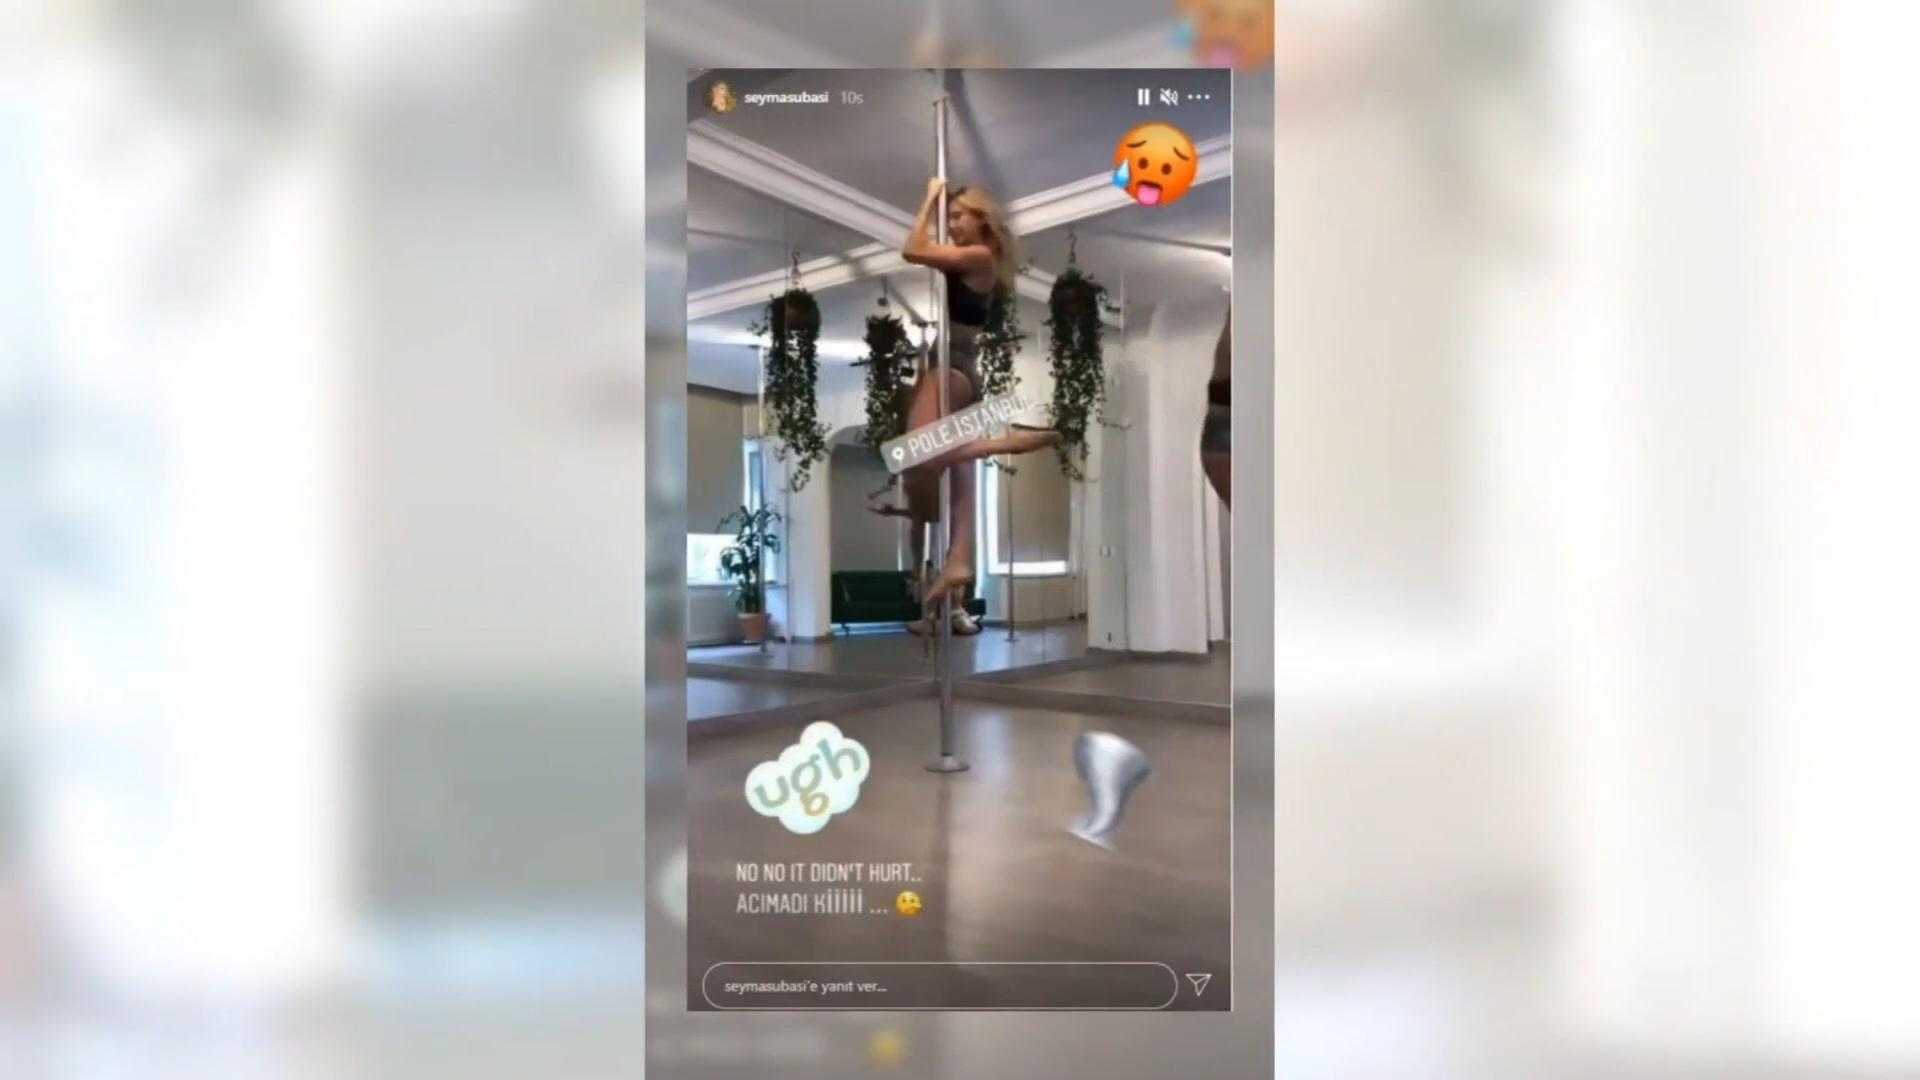 seymasubasi 10s
POLE İSTANBUL
ugh
NO NO IT DIDN'T HURT..
ACIMADI Kİİİİİ ...
seymasubasi'e yanıt ver...